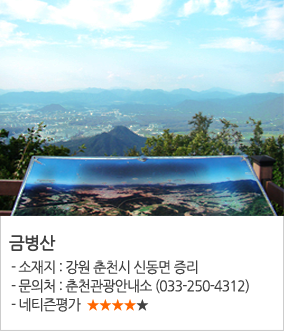 금병산
- 소재지 : 강원 춘천시 신동면 증리
- 문의처 : 춘천관광안내소 (033-250-4312)
- 네티즌평가 ★★★★★